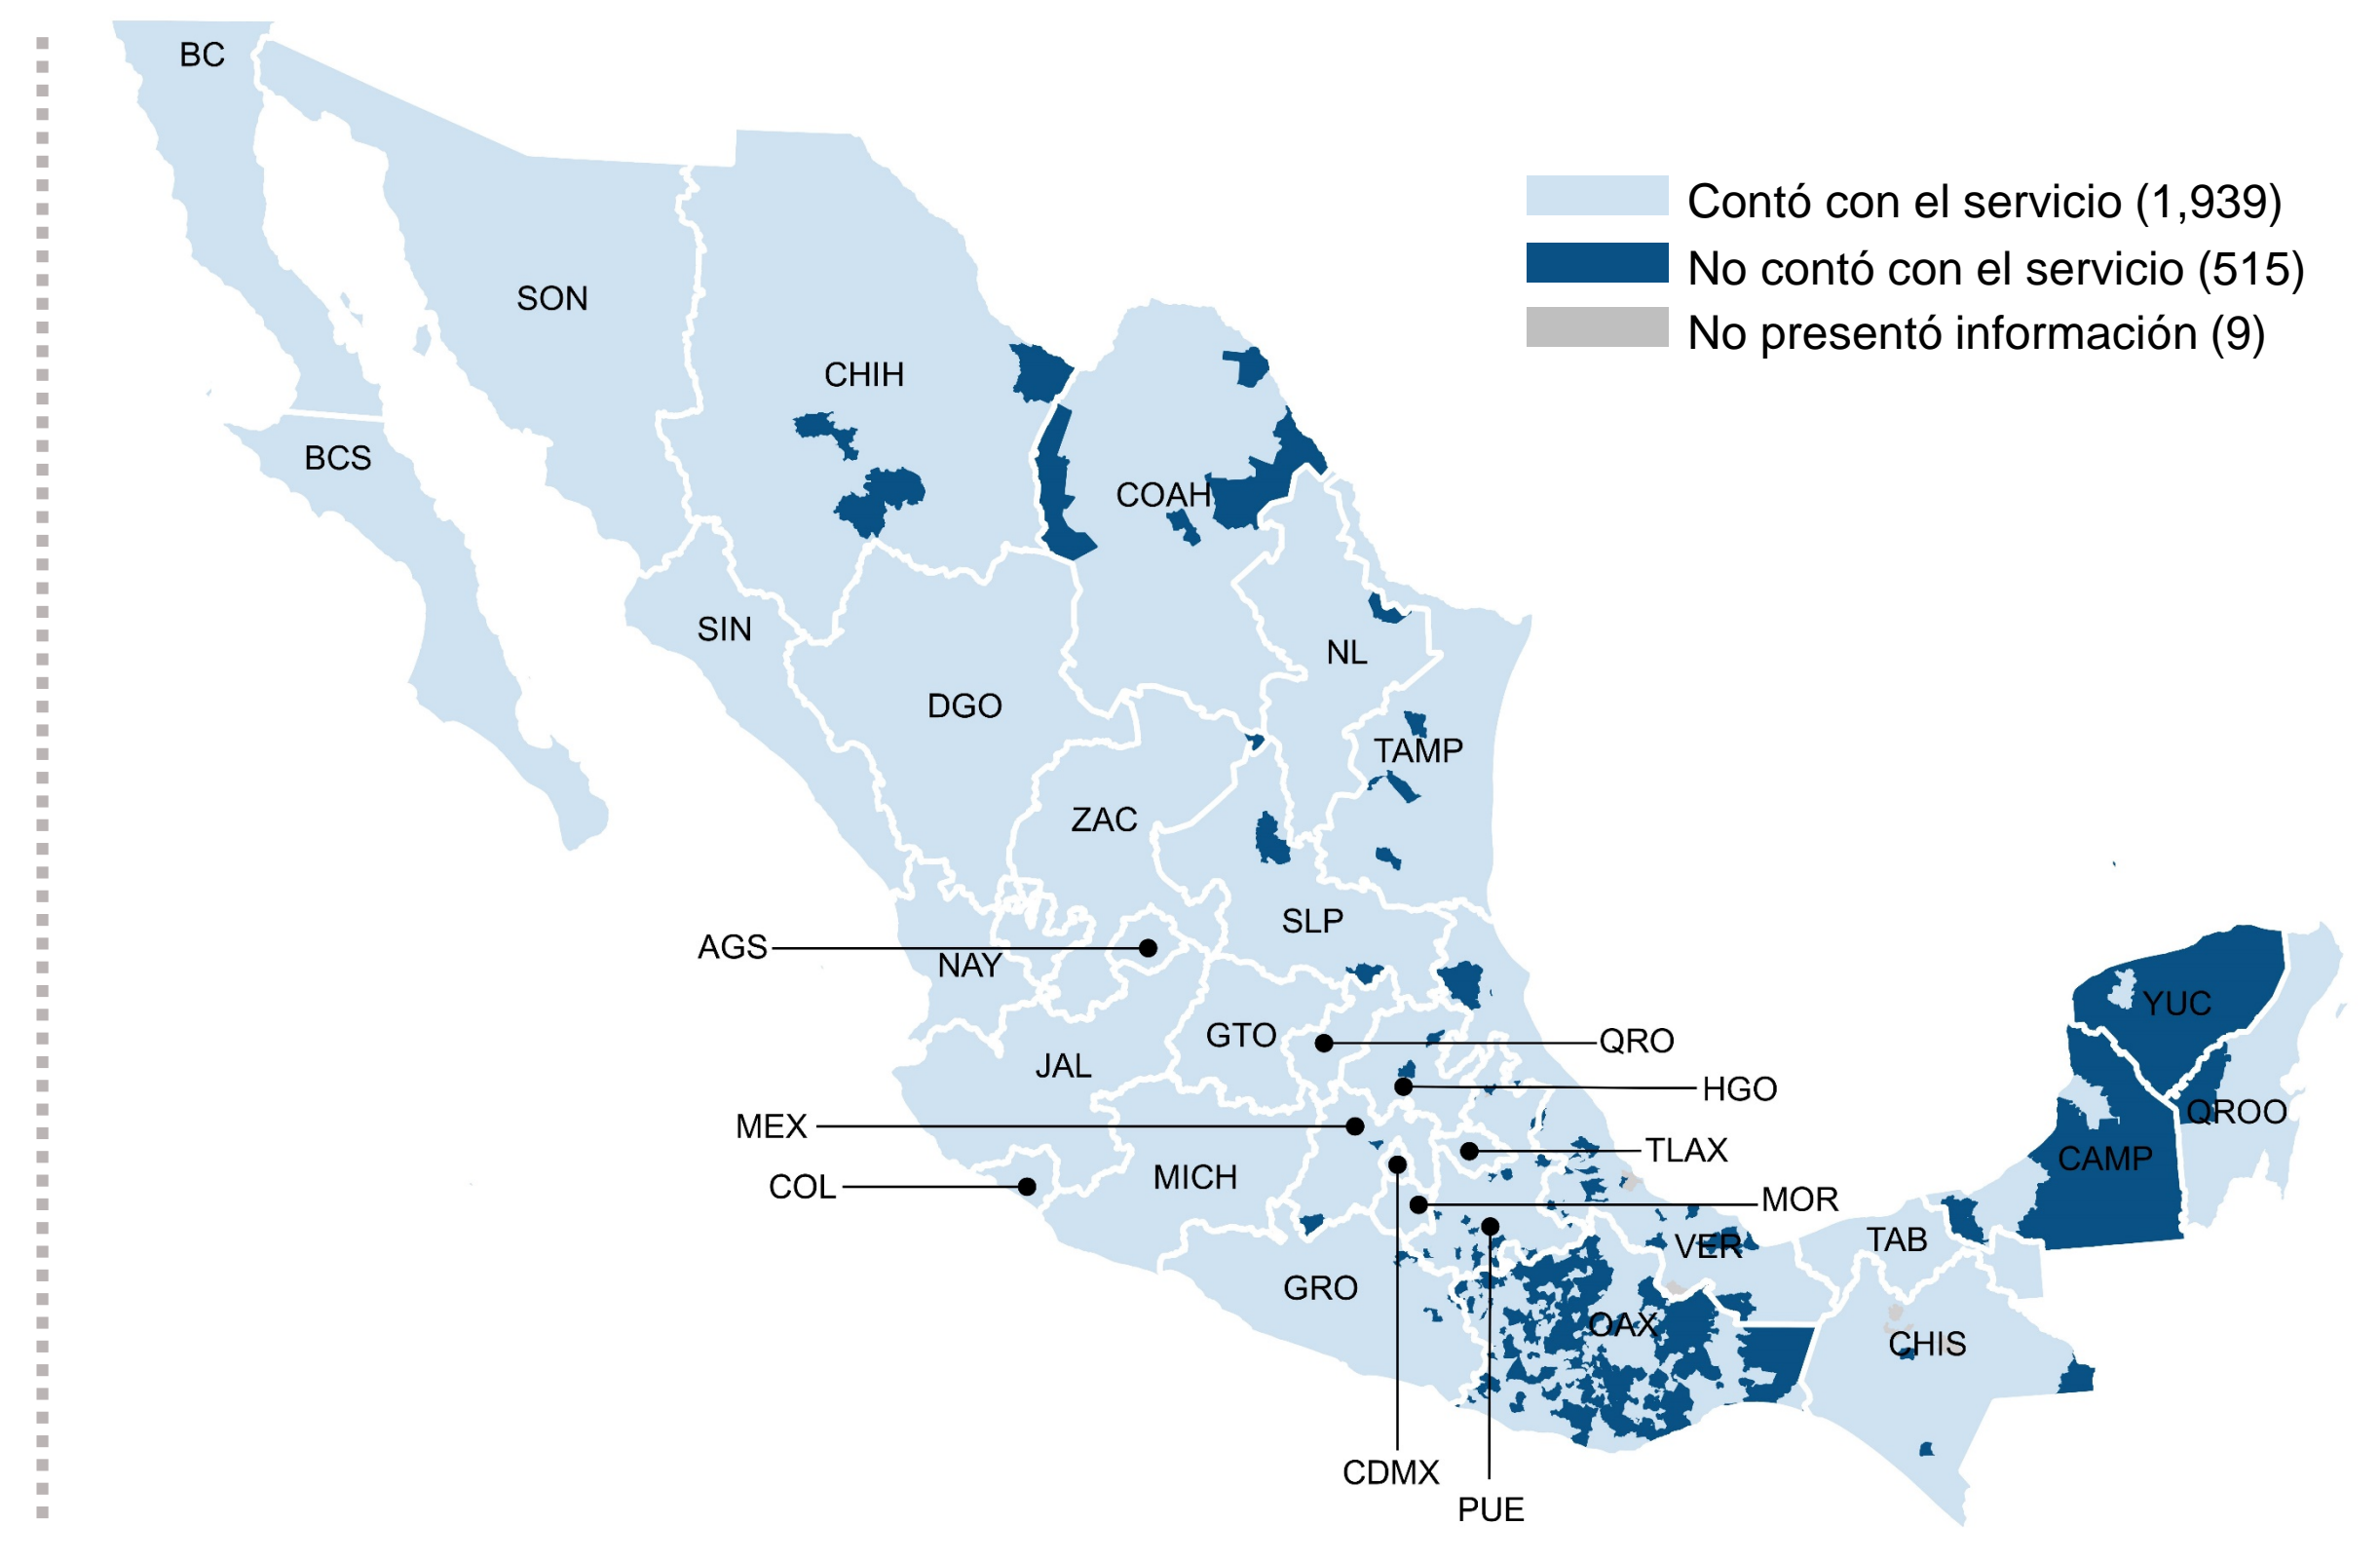 BC
Contó con el servicio (1,939)
No contó con el servicio (515)
SON
No presentó información (9)
CHIH
BCS
COAH
SIN
NL
DGO
TAMP
ZAC
SLP
AGS
NAY
YUC
GTO
QRO
JAL
HGO
QROO
MEX
TLAX
CAMP
MICH
COL
MOR
TAB
VER
GRO
OAX
CHIS
CDMX
PUE